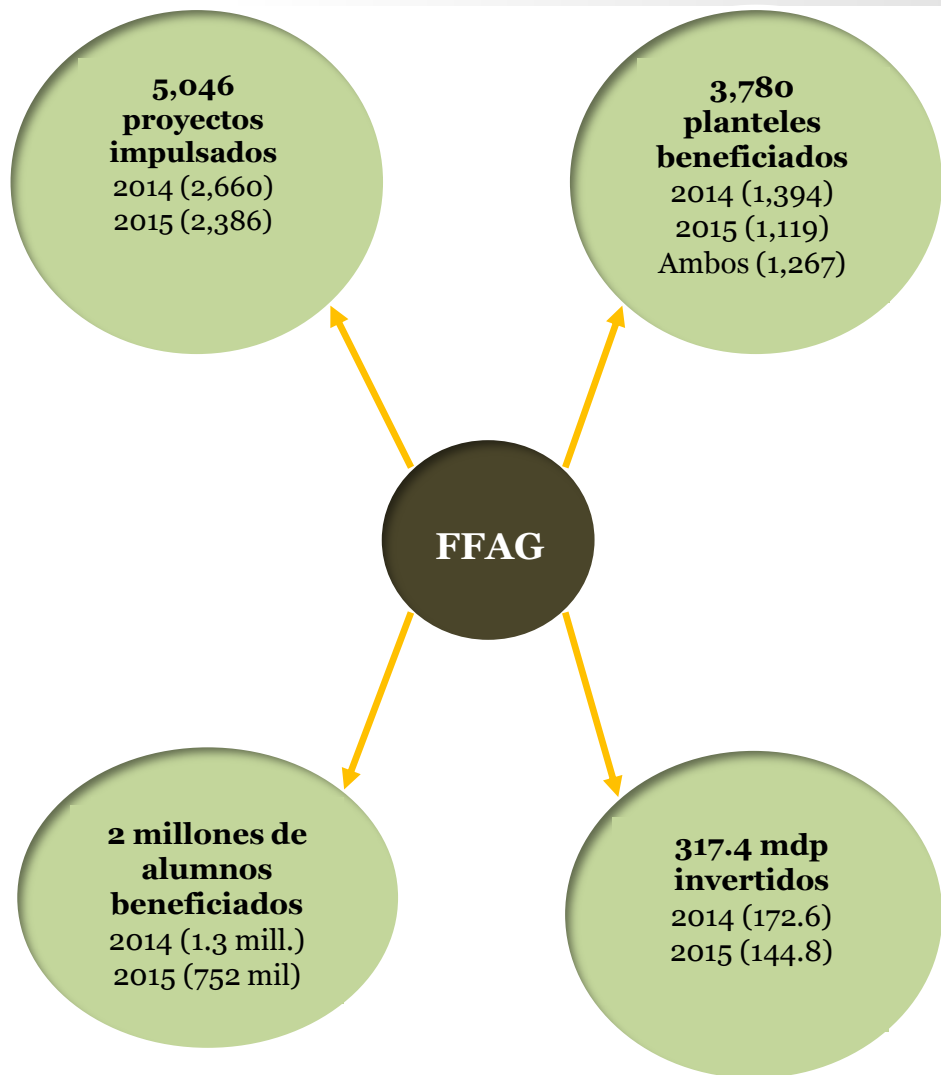 5,046
proyectos
impulsados
2014 (2,660)
2015 (2,386)
3,780
planteles
beneficiados
2014 (1,394)
2015 (1,119)
Ambos (1,267)
FFAG
2 millones de
alumnos
beneficiados
2014 (1.3 mill.)
2015 (752 mil)
317.4 mdp
invertidos
2014 (172.6)
2015 (144.8)